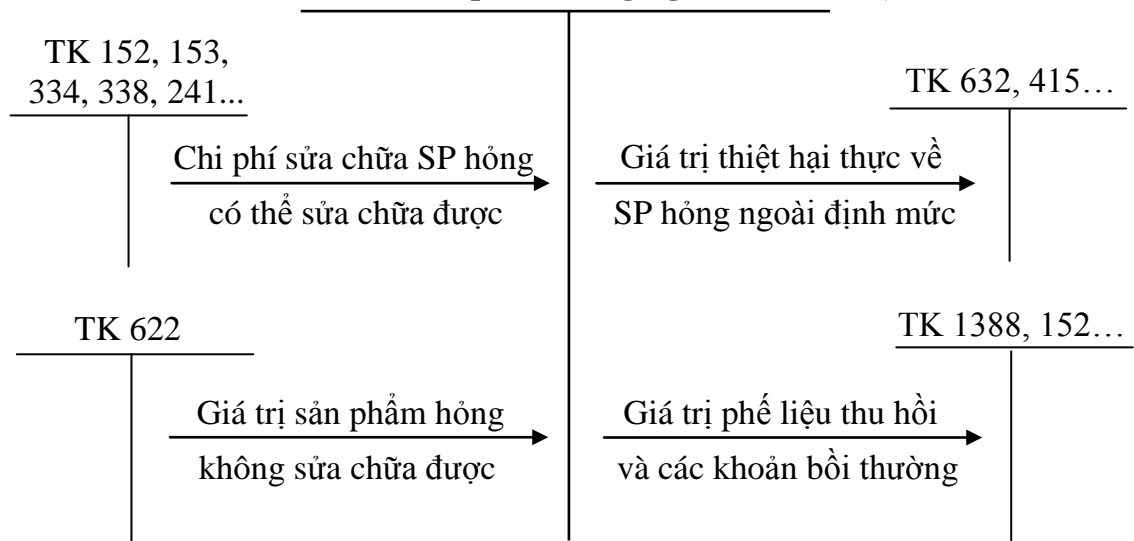 TK 152, 153,
334, 338, 241...
TK 632, 415…
Chi phí sửa chữa SP hỏng
có thể sửa chữa được
Giá trị thiệt hại thực về
SP hỏng ngoài định mức
TK 622
TK 1388, 152…
Giá trị sản phẩm hỏng
không sửa chữa được
Giá trị phế liệu thu hồi
và các khoản bồi thường